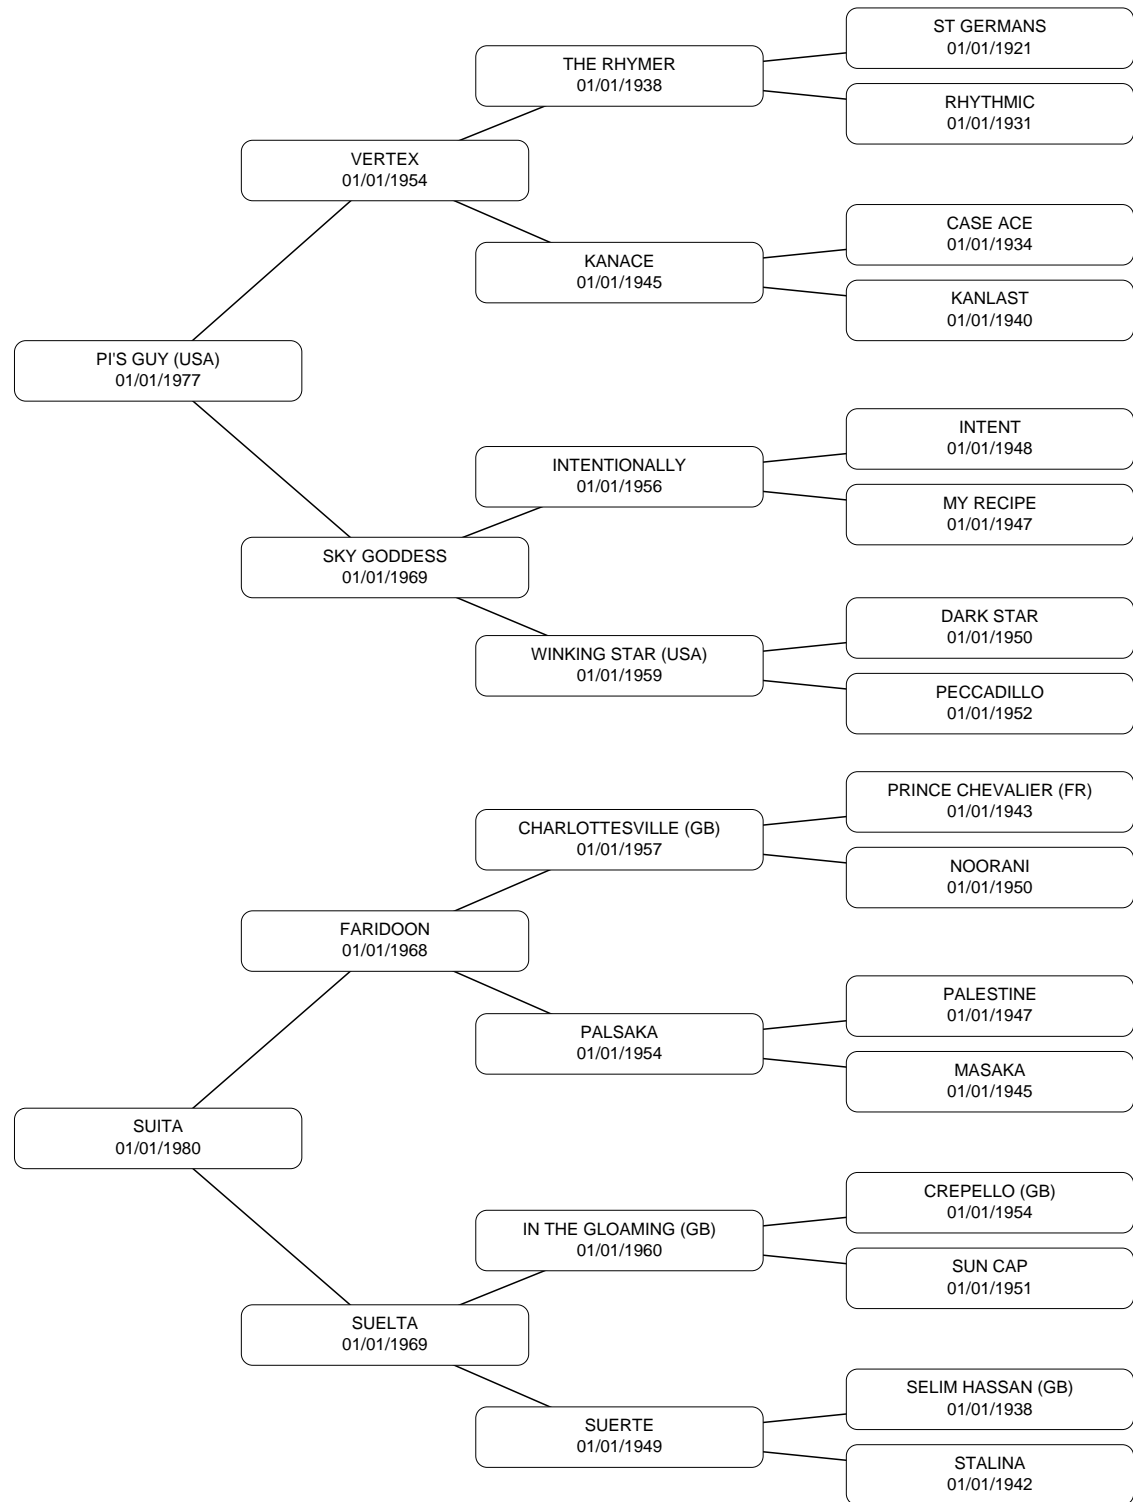 ST GERMANS
01/01/1921
THE RHYMER
01/01/1938
RHYTHMIC
01/01/1931
VERTEX
01/01/1954
CASE ACE
01/01/1934
KANACE
01/01/1945
KANLAST
01/01/1940
PI'S GUY (USA)
01/01/1977
INTENT
01/01/1948
INTENTIONALLY
01/01/1956
MY RECIPE
01/01/1947
SKY GODDESS
01/01/1969
DARK STAR
01/01/1950
WINKING STAR (USA)
01/01/1959
PECCADILLO
01/01/1952
PRINCE CHEVALIER (FR)
01/01/1943
CHARLOTTESVILLE (GB)
01/01/1957
NOORANI
01/01/1950
FARIDOON
01/01/1968
PALESTINE
01/01/1947
PALSAKA
01/01/1954
MASAKA
01/01/1945
SUITA
01/01/1980
CREPELLO (GB)
01/01/1954
IN THE GLOAMING (GB)
01/01/1960
SUN CAP
01/01/1951
SUELTA
01/01/1969
SELIM HASSAN (GB)
01/01/1938
SUERTE
01/01/1949
STALINA
01/01/1942